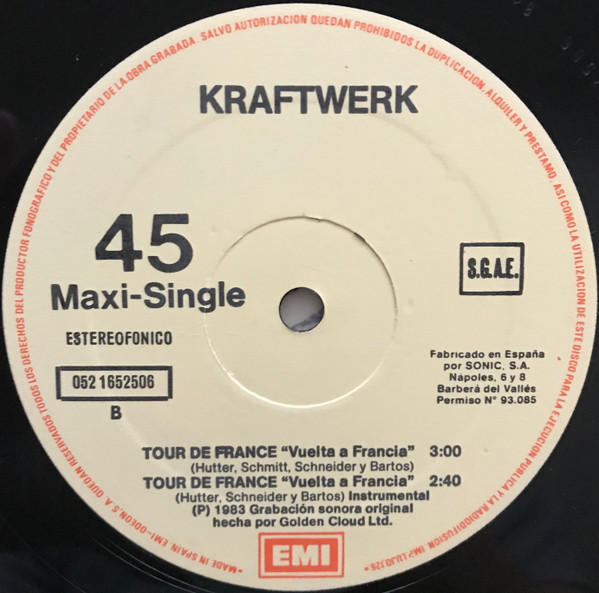 SALVO AUTORIZACION QUEDAN PROHIBIDOS LA DUPLICACION, ALQUILER Y PRESTAMO, ASI COMO LA UTILIZACION DE ESTE DISCO PARA LA EJECUCION PUBLICA Y LA RADIODIFUSION. IMP. LUJO,126
*MADE IN SPAIN. EMI-ODEON, S.A. QUEDAN RESERVADOS TODOS LOS DERECHOS DEL PRODUCTOR FONOGRAFICO Y DEL PROPIETARIO DE LA OBRA GRABADA.
KRAFTWERK
45
Maxi-Single
S.G.A.E.
ESTEREOFONICO
052 1652506
B
Fabricado en España
por SONIC, S.A.
Napoles, 6 y 8
Barberá del Vallés
Permiso N° 93.085
TOUR DE FRANCE "Vuelta a Francia" 3:00
(Hutter, Schmitt, Schneider y Bartos)
TOUR DE FRANCE "Vuelta a Francia" 2:40
(Hutter, Schneider y Bartos) Instrumental
(P) 1983 Grabación sonora original
hecha por Golden Cloud Ltd.
EMI